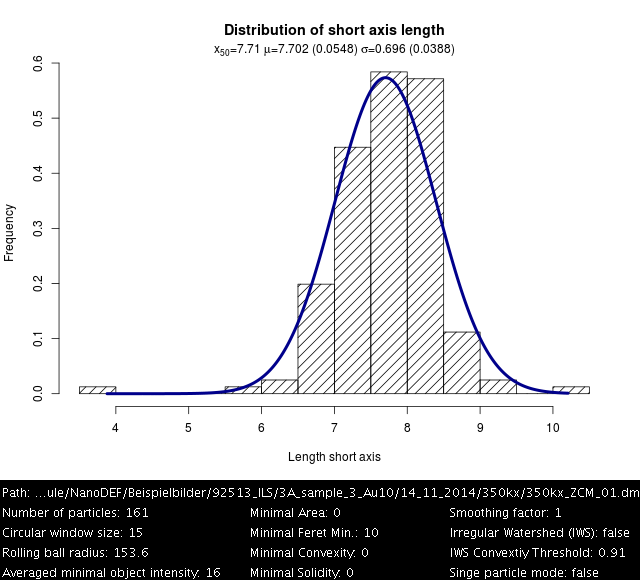 Distribution of short axis length
x50=7.71 μ=7.702 (0.0548) σ=0.696 (0.0388)
Frequency
0.6
0.5
0.4
0.3
0.2
0.1
0.0
4 5 6 7 8 9 10
Length short axis
Path: ...ule/NanoDEF/Beispielbilder/92513_ILS/3A_sample_3_Au10/14_11_2014/350kx/350kx_ZCM_01.dm
Number of particles: 161 Minimal Area: 0 Smoothing factor: 1
Circular window size: 15 Minimal Feret Min.: 10 Irregular Watershed (IWS): false
Rolling ball radius: 153.6 Minimal Convexity: 0 IWS Convextiy Threshold: 0.91
Averaged minimal object intensity: 16 Minimal Solidity: 0 Singe particle mode: false